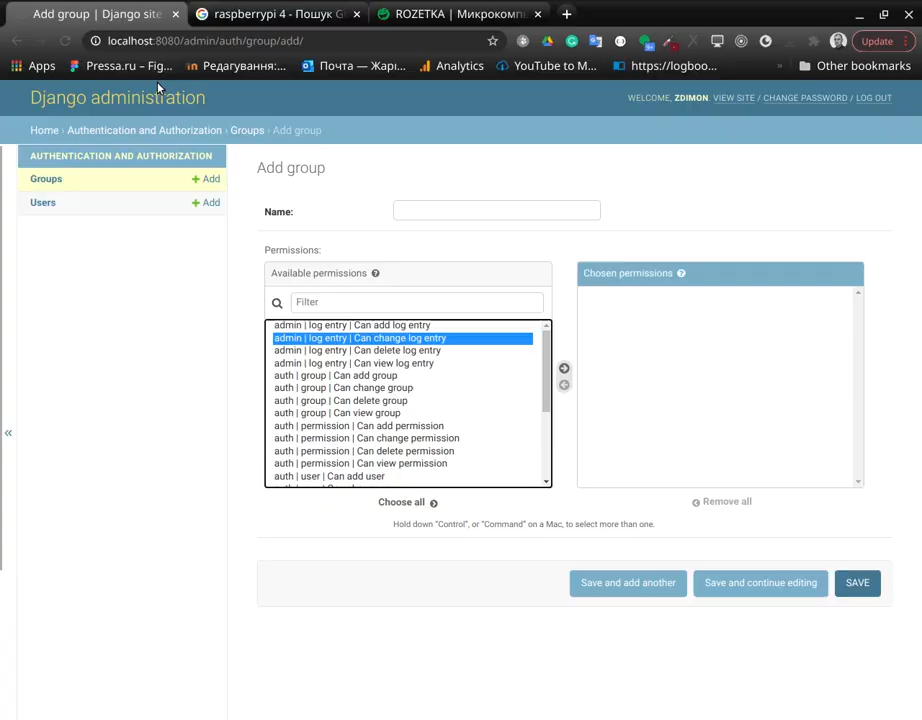 Add group | Django site
raspberrypi 4 - Пошук G
ROZETKA | Микрокомп
localhost:8080/admin/auth/group/add/
Update
Apps
Pressa.ru – Fig...
Редагування:...
Почта — Жарі...
Analytics
YouTube to M...
https://logboo...
»
Other bookmarks
Django administration
WELCOME, ZDIMON. VIEW SITE / CHANGE PASSWORD / LOG OUT
Home › Authentication and Authorization › Groups › Add group
AUTHENTICATION AND AUTHORIZATION
Groups
+ Add
Users
+ Add
«
Add group
Name:
Permissions:
Available permissions ?
Filter
admin | log entry | Can add log entry
admin | log entry | Can change log entry
admin | log entry | Can delete log entry
admin | log entry | Can view log entry
auth | group | Can add group
auth | group | Can change group
auth | group | Can delete group
auth | group | Can view group
auth | permission | Can add permission
auth | permission | Can change permission
auth | permission | Can delete permission
auth | permission | Can view permission
auth | user | Can add user
Choose all
Chosen permissions ?
Remove all
Hold down “Control”, or “Command” on a Mac, to select more than one.
Save and add another
Save and continue editing
SAVE